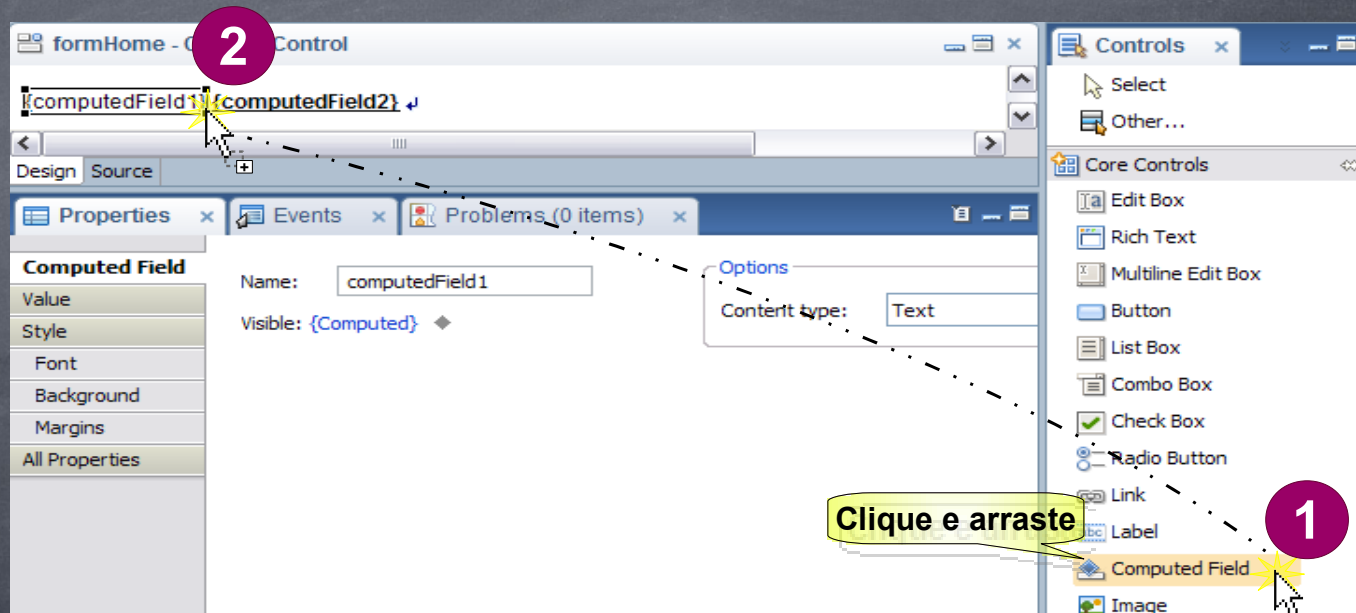 formHome - C
Control
2
{computedField1}{computedField2}
Design Source
Properties
Events
Problems (0 items)
Computed Field
Value
Style
Font
Background
Margins
All Properties
Name: computedField1
Visible: {Computed}
Options
Content type: Text
Controls
Select
Other...
Core Controls
Edit Box
Rich Text
Multiline Edit Box
Button
List Box
Combo Box
Check Box
Radio Button
Link
Label
Computed Field
Image
Clique e arraste
1